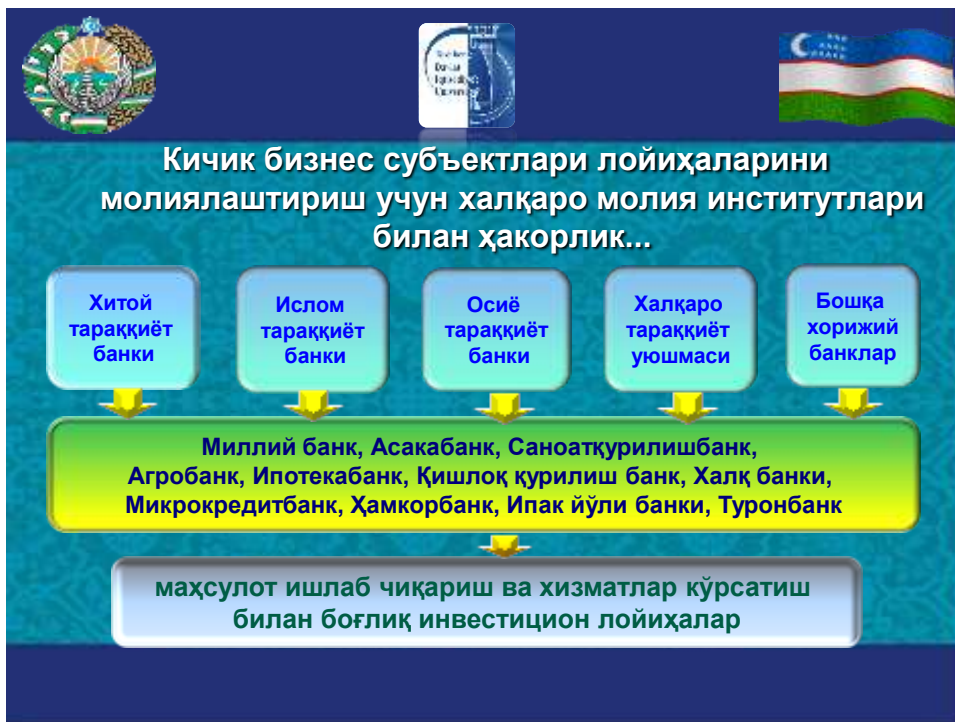 Кичик бизнес субъектлари лойиҳаларини
молиялаштириш учун халқаро молия институтлари
билан ҳакорлик...
Хитой
тараққиёт
банки
Ислом
тараққиёт
банки
Осиё
тараққиёт
банки
Халқаро
тараққиёт
уюшмаси
Бошқа
хорижий
банклар
Миллий банк, Асакабанк, Саноатқурилишбанк,
Агробанк, Ипотекабанк, Қишлоқ қурилиш банк, Халқ банки,
Микрокредитбанк, Ҳамкорбанк, Ипак йўли банки, Туронбанк
маҳсулот ишлаб чиқариш ва хизматлар кўрсатиш
билан боғлиқ инвестицион лойиҳалар